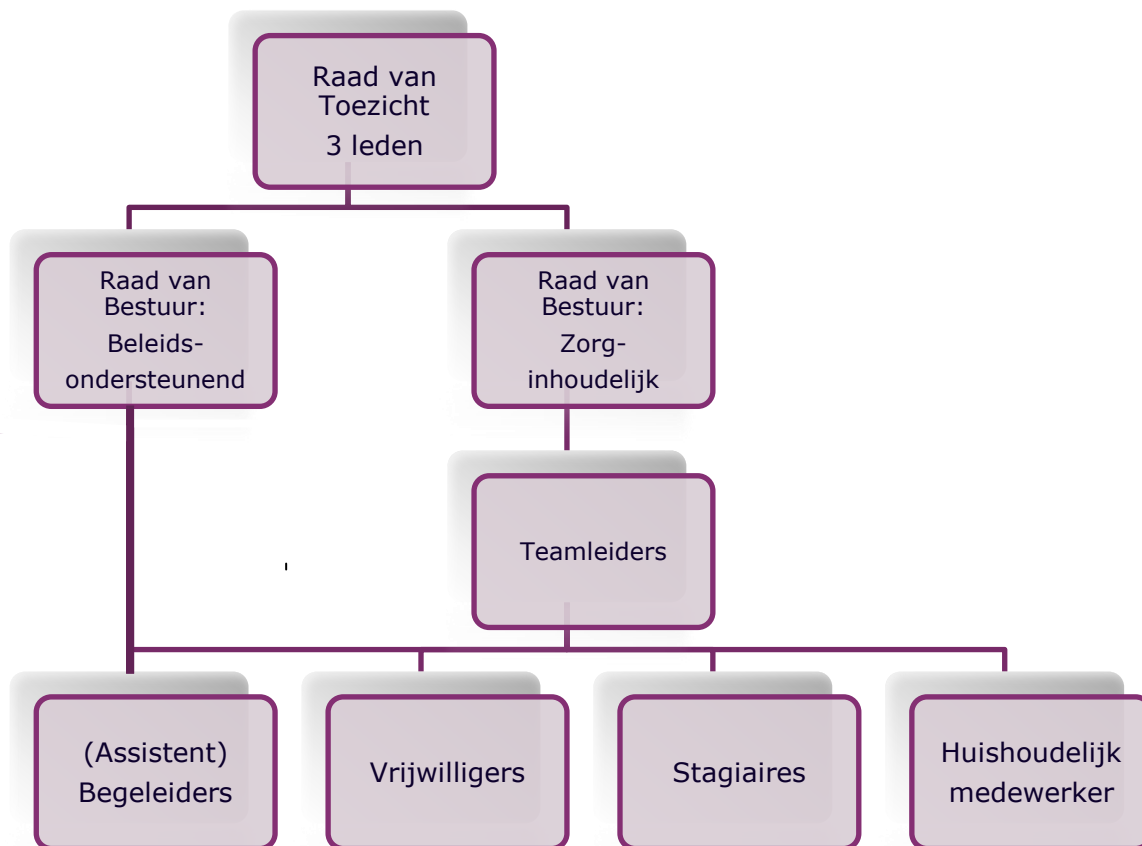 Raad van
Toezicht
3 leden
Raad van
Bestuur:
Beleids-
ondersteunend
Raad van
Bestuur:
Zorg-
inhoudelijk
Teamleiders
(Assistent)
Begeleiders
Vrijwilligers
Stagiaires
Huishoudelijk
medewerker